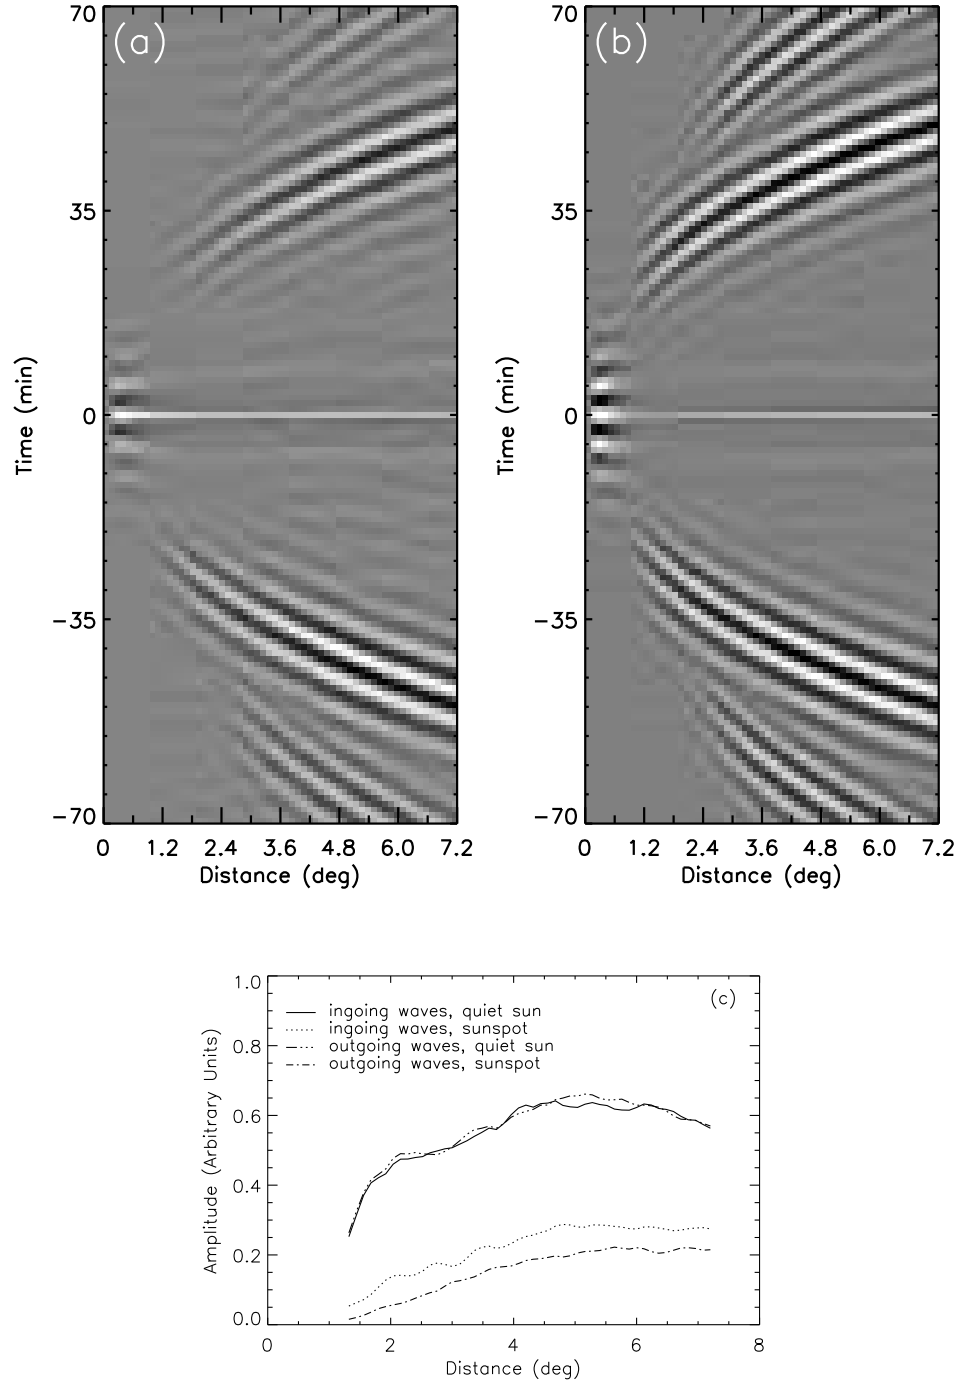 (a)
70
35
0
−35
−70
Time (min)
0 1.2 2.4 3.6 4.8 6.0 7.2
Distance (deg)
(b)
70
35
0
−35
−70
Time (min)
0 1.2 2.4 3.6 4.8 6.0 7.2
Distance (deg)
(c)
ingoing waves, quiet sun
ingoing waves, sunspot
outgoing waves, quiet sun
outgoing waves, sunspot
1.0
0.8
0.6
0.4
0.2
0.0
Amplitude (Arbitrary Units)
0 2 4 6 8
Distance (deg)